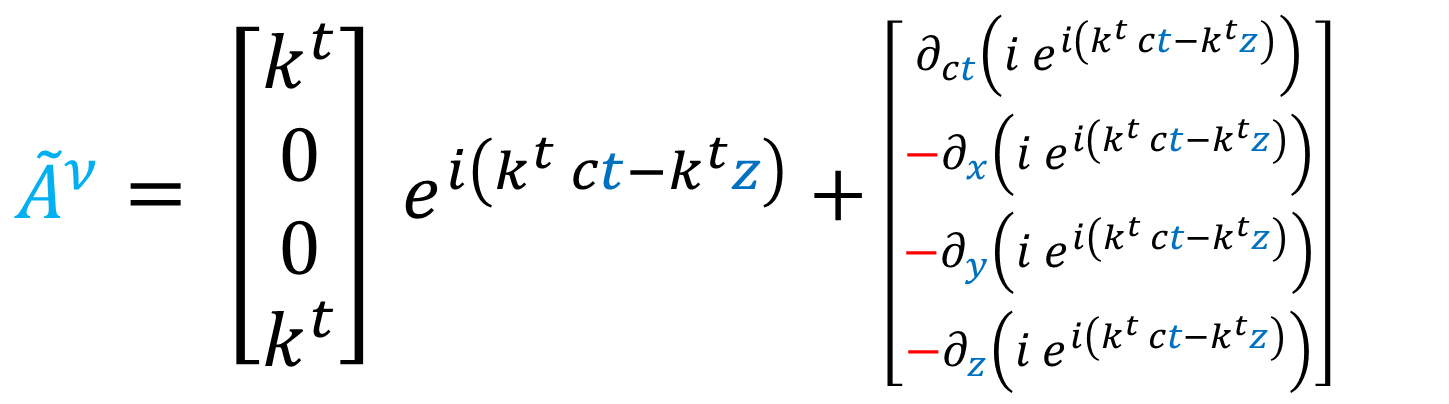 Ã^ν = [k^t 0 0 k^t] e^{i(k^t ct−k^t z)} + [∂_{ct}(i e^{i(k^t ct−k^t z)})
−∂_x(i e^{i(k^t ct−k^t z)})
−∂_y(i e^{i(k^t ct−k^t z)})
−∂_z(i e^{i(k^t ct−k^t z)})]